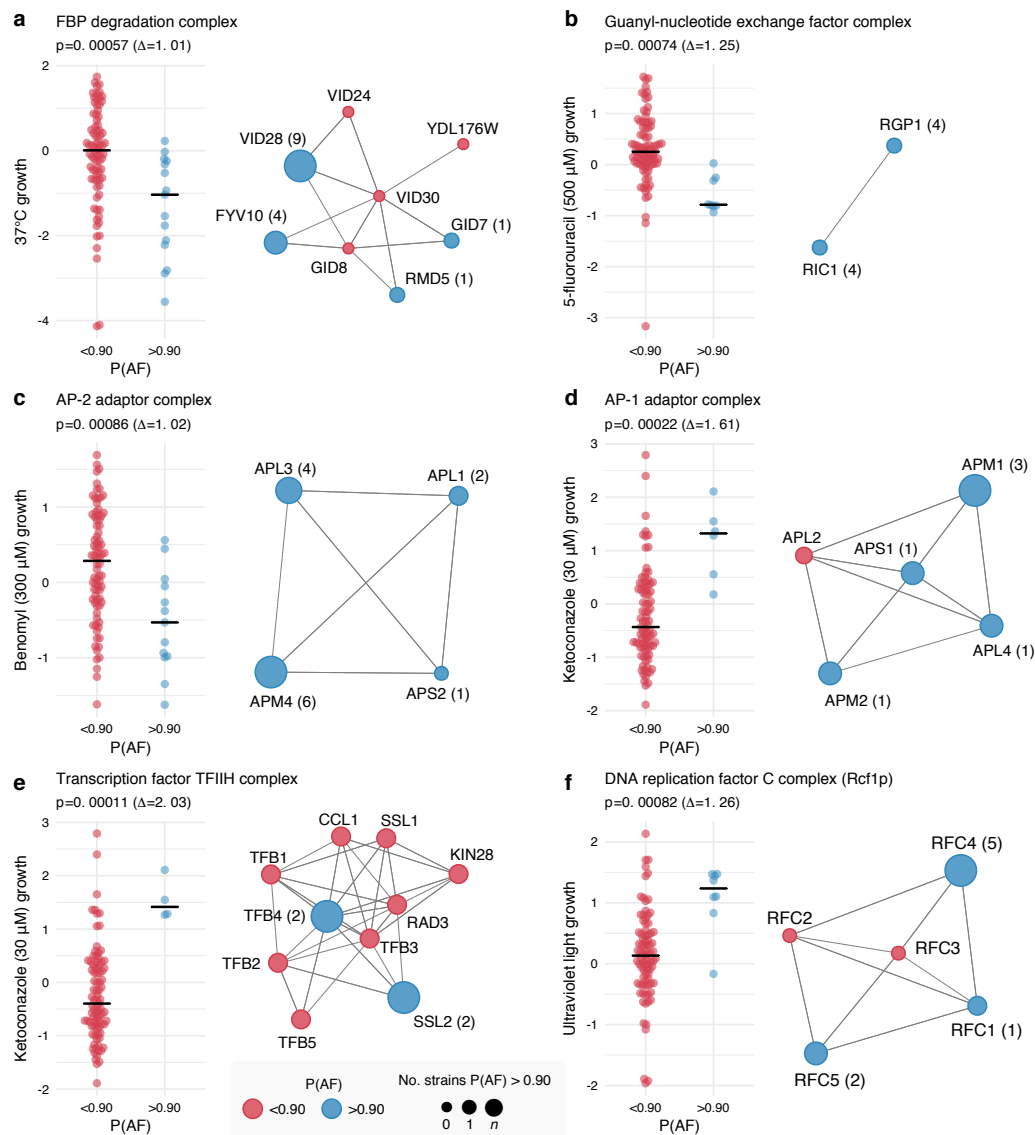 a FBP degradation complex
p=0. 00057 (Δ=1. 01)
2
0
-2
-4
37°C growth
<0.90 >0.90
P(AF)
VID24
YDL176W
VID28 (9)
VID30
FYV10 (4)
GID7 (1)
GID8
RMD5 (1)
b Guanyl-nucleotide exchange factor complex
p=0. 00074 (Δ=1. 25)
1
0
-1
-2
-3
5-fluorouracil (500 µM) growth
<0.90 >0.90
P(AF)
RGP1 (4)
RIC1 (4)
c AP-2 adaptor complex
p=0. 00086 (Δ=1. 02)
1
0
-1
Benomyl (300 µM) growth
<0.90 >0.90
P(AF)
APL3 (4)
APL1 (2)
APM4 (6)
APS2 (1)
d AP-1 adaptor complex
p=0. 00022 (Δ=1. 61)
3
2
1
0
-1
-2
Ketoconazole (30 µM) growth
<0.90 >0.90
P(AF)
APM1 (3)
APL2
APS1 (1)
APL4 (1)
APM2 (1)
e Transcription factor TFIIH complex
p=0. 00011 (Δ=2. 03)
3
2
1
0
-1
-2
Ketoconazole (30 µM) growth
<0.90 >0.90
P(AF)
CCL1
SSL1
TFB1
KIN28
TFB4 (2)
RAD3
TFB3
TFB2
SSL2 (2)
TFB5
P(AF)
<0.90 >0.90
No. strains P(AF) > 0.90
0 1 n
f DNA replication factor C complex (Rcf1p)
p=0. 00082 (Δ=1. 26)
2
1
0
-1
-2
Ultraviolet light growth
<0.90 >0.90
P(AF)
RFC4 (5)
RFC2
RFC3
RFC1 (1)
RFC5 (2)